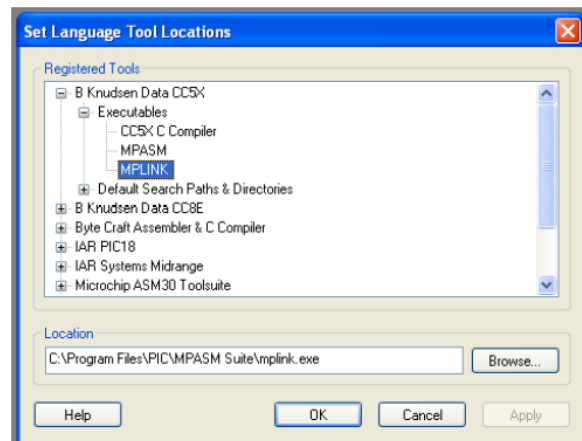 Set Language Tool Locations
Registered Tools
B Knudsen Data CC5X
Executables
CC5X C Compiler
MPASM
MPLINK
Default Search Paths & Directories
B Knudsen Data CC8E
Byte Craft Assembler & C Compiler
IAR PIC18
IAR Systems Midrange
Microchip ASM30 Toolsuite
Location
C:\Program Files\PIC\MPASM Suite\mplink.exe
Browse...
Help
OK
Cancel
Apply